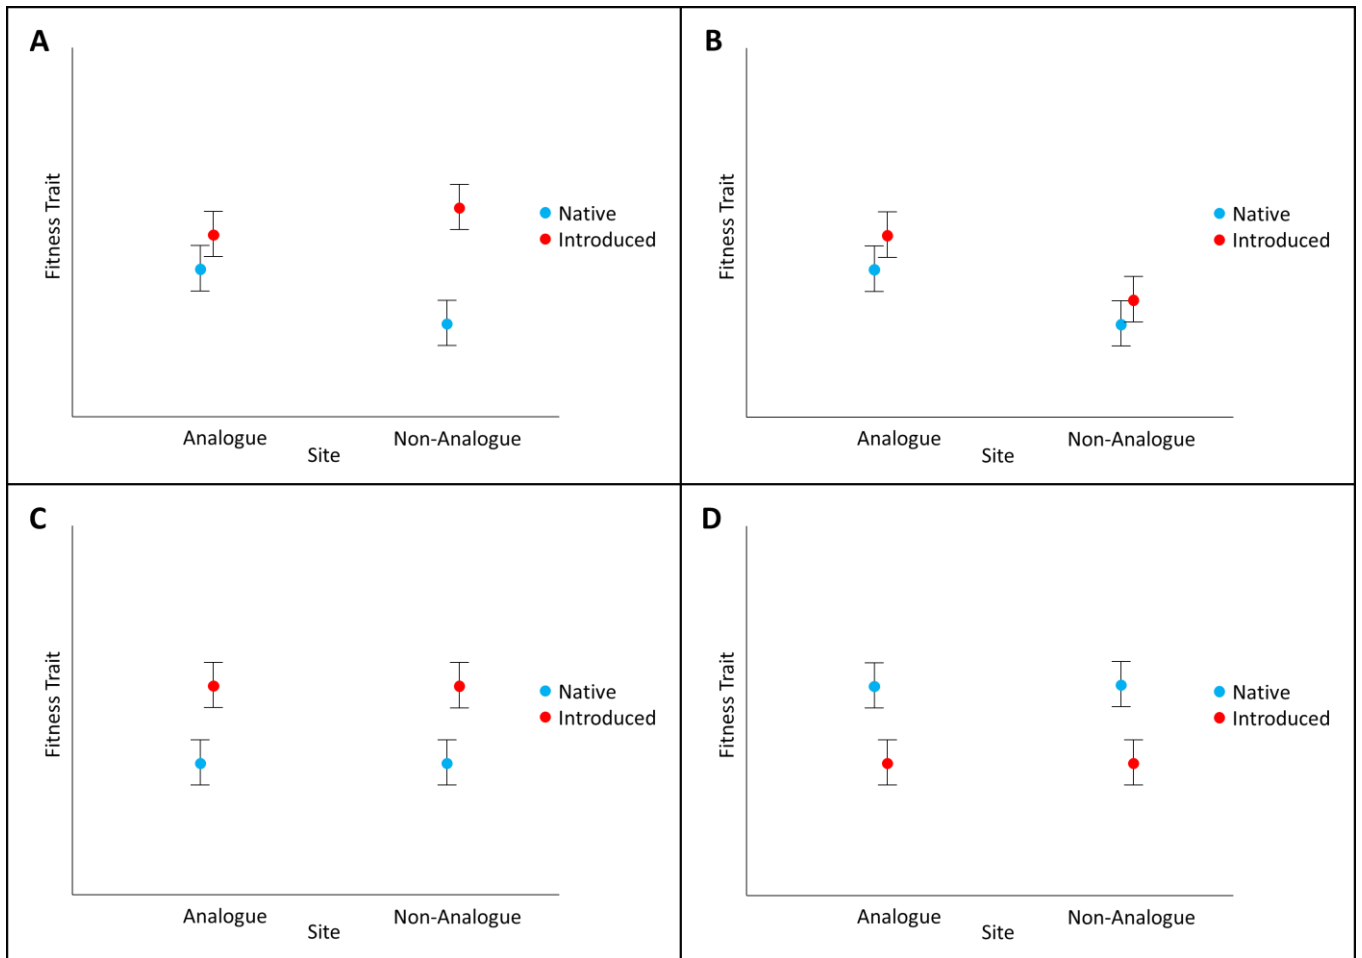 A
Fitness Trait
Native
Introduced
Analogue
Non-Analogue
Site
B
Fitness Trait
Native
Introduced
Analogue
Non-Analogue
Site
C
Fitness Trait
Native
Introduced
Analogue
Non-Analogue
Site
D
Fitness Trait
Native
Introduced
Analogue
Non-Analogue
Site